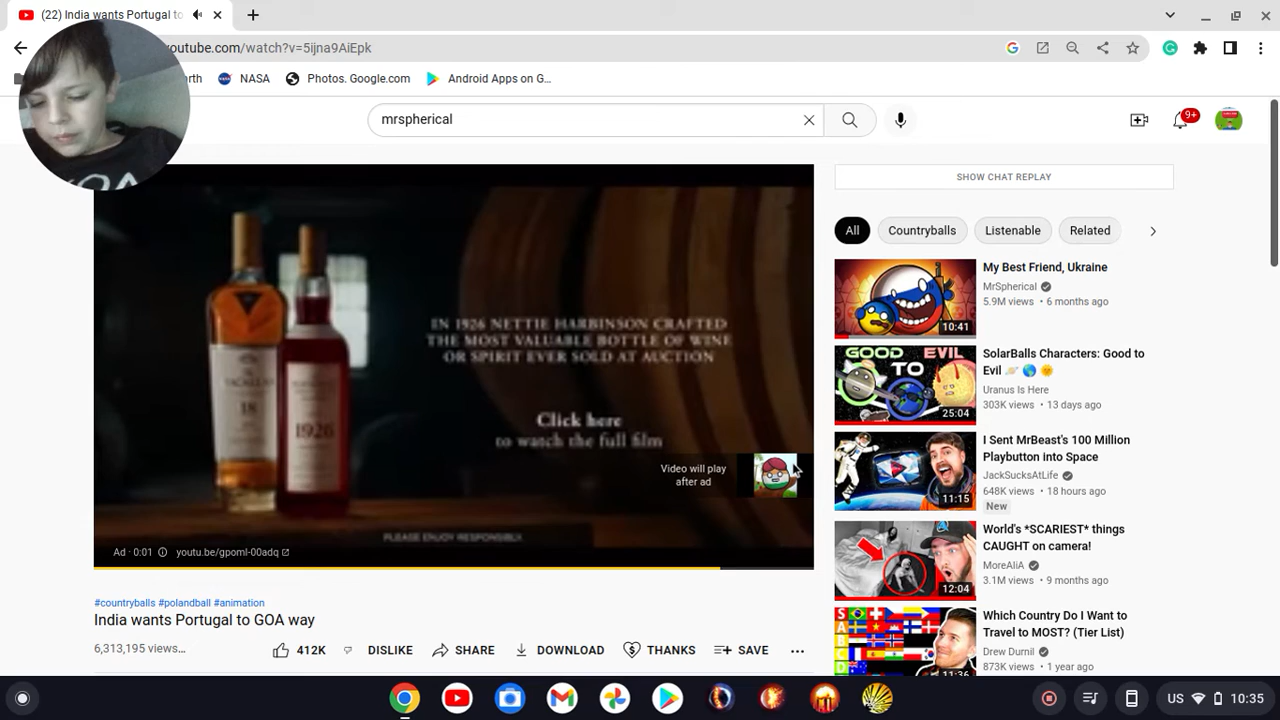 (22) India wants Portugal to
outube.com/watch?v=5ijna9AiEpk
rth NASA Photos. Google.com Android Apps on G...
mrspherical
9+
SHOW CHAT REPLAY
All Countryballs Listenable Related
IN 1926 NETTIE HARBINSON CRAFTED
THE MOST VALUABLE BOTTLE OF WINE
OR SPIRIT EVER SOLD AT AUCTION
Click here
to watch the full film
MACALLAN
18
1926
Video will play
after ad
PLEASE ENJOY RESPONSIBLY
Ad · 0:01 youtu.be/gpoml-00adq
#countryballs #polandball #animation
India wants Portugal to GOA way
6,313,195 views...
412K DISLIKE SHARE DOWNLOAD THANKS SAVE
My Best Friend, Ukraine
MrSpherical
5.9M views • 6 months ago
10:41
GOOD EVIL
TO
SolarBalls Characters: Good to
Evil 🪐 🌎 🌞
Uranus Is Here
303K views • 13 days ago
25:04
I Sent MrBeast's 100 Million
Playbutton into Space
JackSucksAtLife
648K views • 18 hours ago
New
11:15
World's *SCARIEST* things
CAUGHT on camera!
MoreAliA
3.1M views • 9 months ago
12:04
Which Country Do I Want to
Travel to MOST? (Tier List)
Drew Durnil
873K views • 1 year ago
11:36
S
A
B
US 10:35